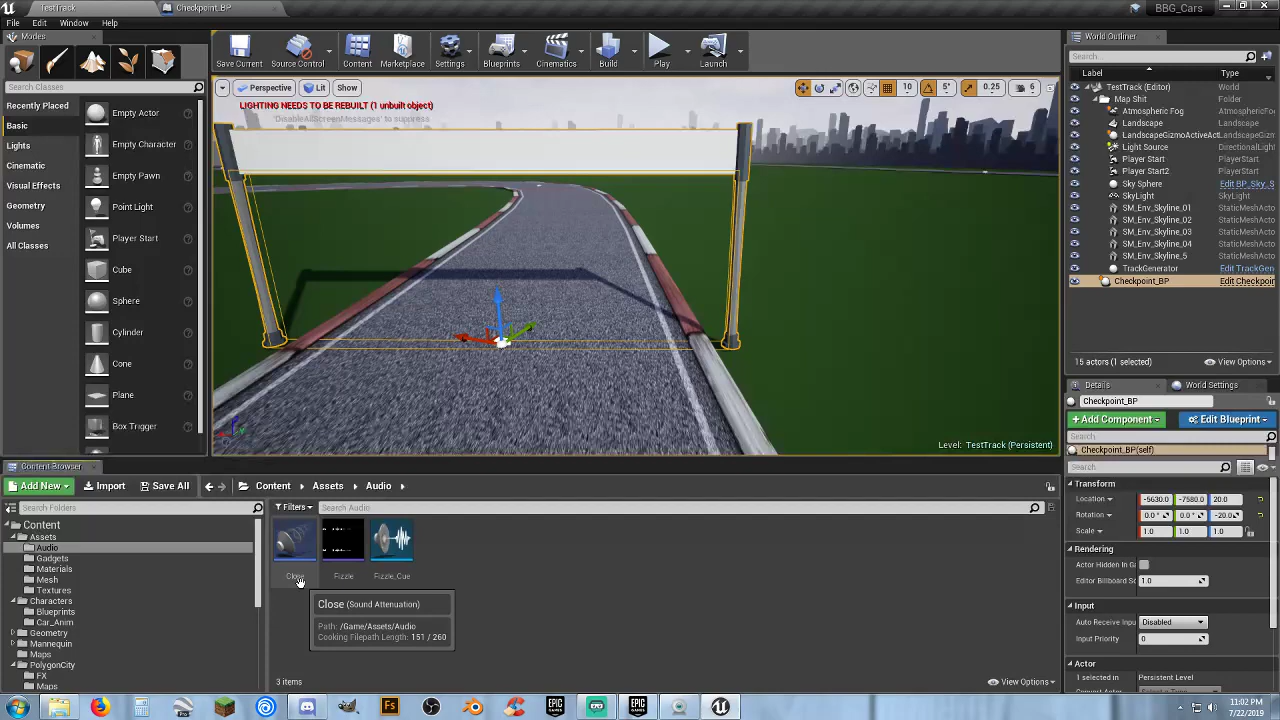 TestTrack
Checkpoint_BP
BBG_Cars
File Edit Window Help
Modes
Search Classes
Recently Placed
Basic
Lights
Cinematic
Visual Effects
Geometry
Volumes
All Classes
Empty Actor
Empty Character
Empty Pawn
Point Light
Player Start
Cube
Sphere
Cylinder
Cone
Plane
Box Trigger
Save Current
Source Control
Content
Marketplace
Settings
Blueprints
Cinematics
Build
Play
Launch
Perspective
Lit
Show
10
5°
0.25
6
LIGHTING NEEDS TO BE REBUILT (1 unbuilt object)
'DisableAllScreenMessages' to suppress
Level: TestTrack (Persistent)
World Outliner
Search...
Label Type
TestTrack (Editor) World
Map Shit Folder
Atmospheric Fog AtmosphericFog
Landscape Landscape
LandscapeGizmoActiveAct LandscapeGizm
Light Source DirectionalLight
Player Start PlayerStart
Player Start2 PlayerStart
Sky Sphere Edit BP_Sky_S
SkyLight SkyLight
SM_Env_Skyline_01 StaticMeshActo
SM_Env_Skyline_02 StaticMeshActo
SM_Env_Skyline_03 StaticMeshActo
SM_Env_Skyline_04 StaticMeshActo
SM_Env_Skyline_5 StaticMeshActo
TrackGenerator Edit TrackGen
Checkpoint_BP Edit Checkpoin
15 actors (1 selected) View Options
Details World Settings
Checkpoint_BP
Add Component Edit Blueprint
Search
Checkpoint_BP(self)
Search
Transform
Location -5630.0 -7580.0 20.0
Rotation 0.0 ° 0.0 ° -20.0
Scale 1.0 1.0 1.0
Rendering
Actor Hidden In G
Editor Billboard Sc 1.0
Input
Auto Receive Inpu Disabled
Input Priority 0
Actor
1 selected in Persistent Level
Content Browser
Add New Import Save All
Content Assets Audio
Search Folders
Filters Search Audio
Content
Assets
Audio
Gadgets
Materials
Mesh
Textures
Characters
Blueprints
Car_Anim
Geometry
Mannequin
Maps
PolygonCity
FX
Maps
Close
Fizzle
Fizzle_Cue
Close (Sound Attenuation)
Path: /Game/Assets/Audio
Cooking Filepath Length: 151 / 260
3 items
View Options
EPIC GAMES
EPIC GAMES
11:02 PM
7/22/2019